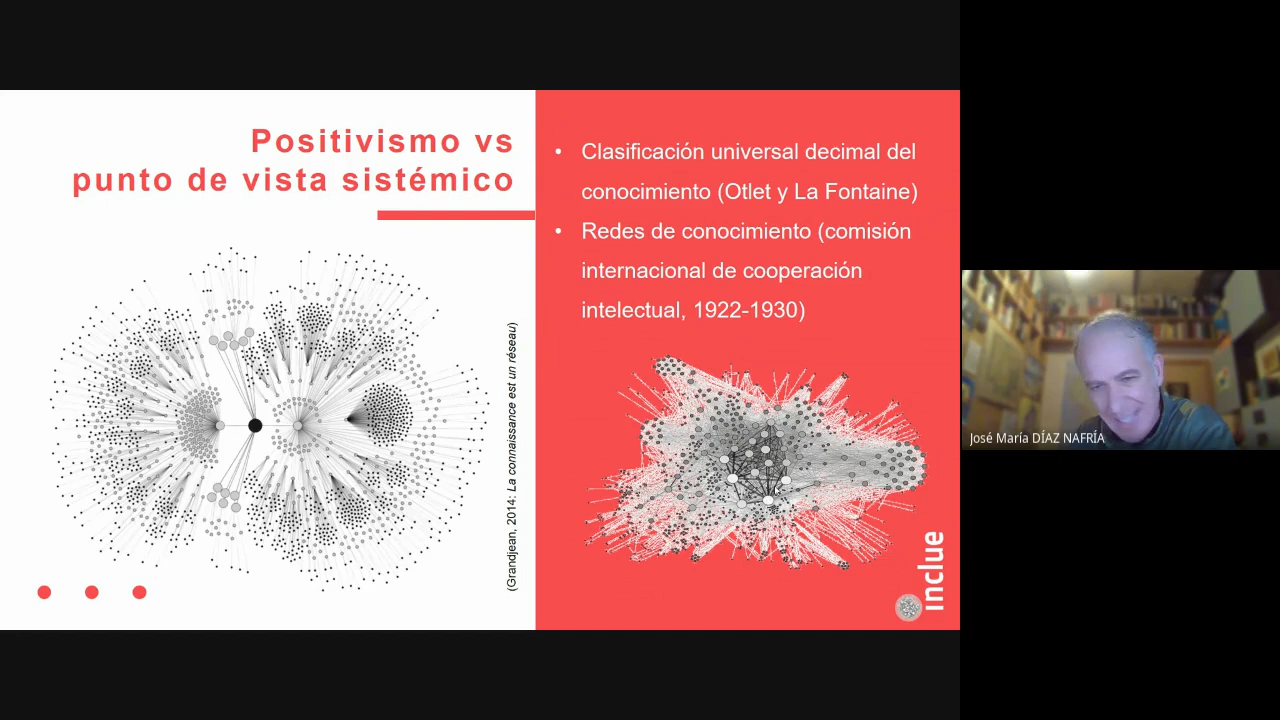 Positivismo vs
punto de vista sistémico
(Grandjean, 2014: La connaissance est un réseau)
• Clasificación universal decimal del
conocimiento (Otlet y La Fontaine)
• Redes de conocimiento (comisión
internacional de cooperación
intelectual, 1922-1930)
inclue
José María DÍAZ NAFRÍA